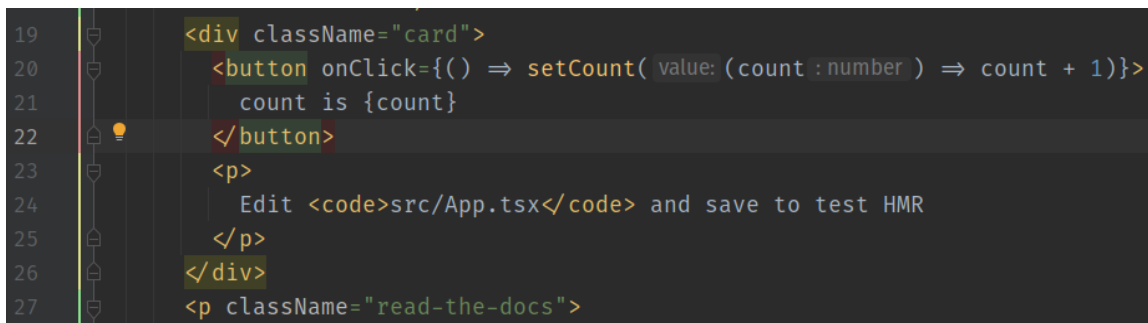 19 <div className="card">
20 <button onClick={() => setCount( value: (count : number ) => count + 1)}>
21 count is {count}
22 </button>
23 <p>
24 Edit <code>src/App.tsx</code> and save to test HMR
25 </p>
26 </div>
27 <p className="read-the-docs">